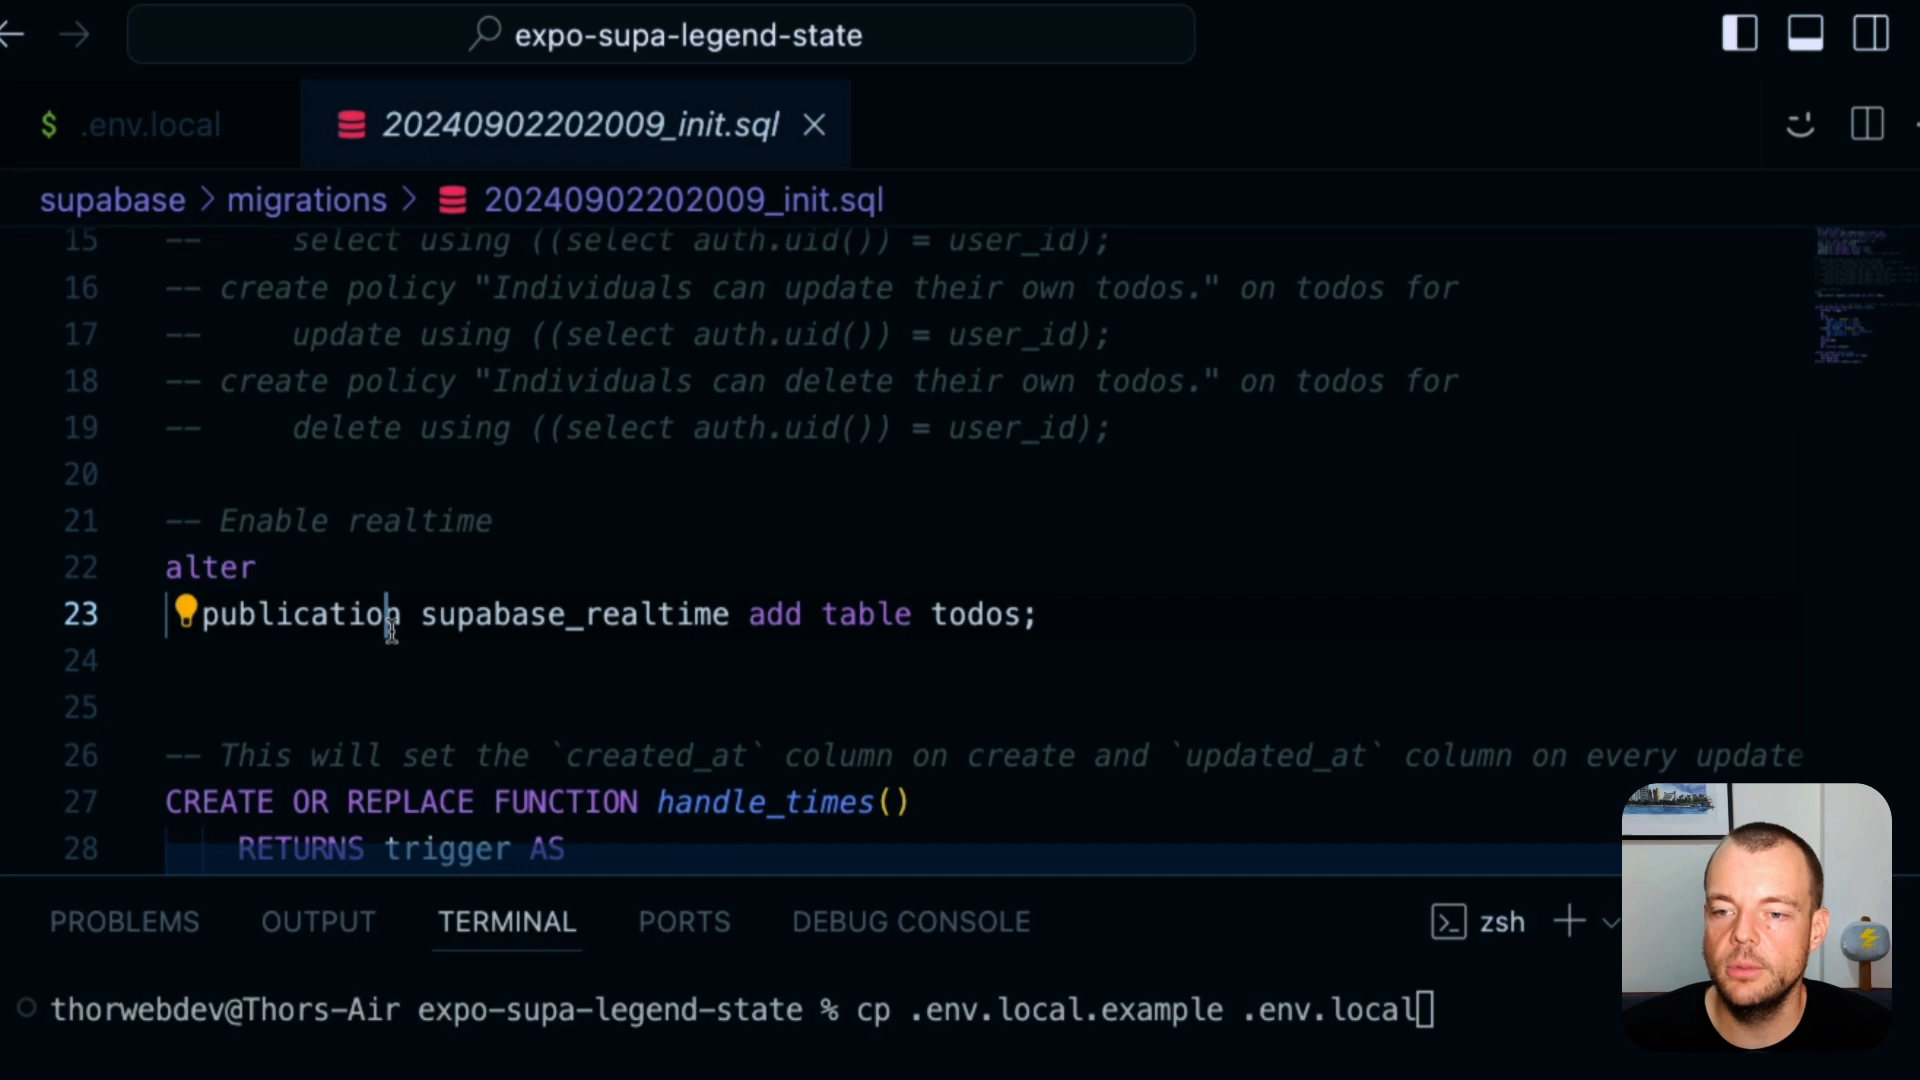 expo-supa-legend-state
$ .env.local
20240902202009_init.sql
supabase > migrations > 20240902202009_init.sql
15 --     select using ((select auth.uid()) = user_id);
16 -- create policy "Individuals can update their own todos." on todos for
17 --     update using ((select auth.uid()) = user_id);
18 -- create policy "Individuals can delete their own todos." on todos for
19 --     delete using ((select auth.uid()) = user_id);
20
21 -- Enable realtime
22 alter
23   publication supabase_realtime add table todos;
24
25
26 -- This will set the `created_at` column on create and `updated_at` column on every update
27 CREATE OR REPLACE FUNCTION handle_times()
28     RETURNS trigger AS
PROBLEMS OUTPUT TERMINAL PORTS DEBUG CONSOLE zsh
thorwebdev@Thors-Air expo-supa-legend-state % cp .env.local.example .env.local